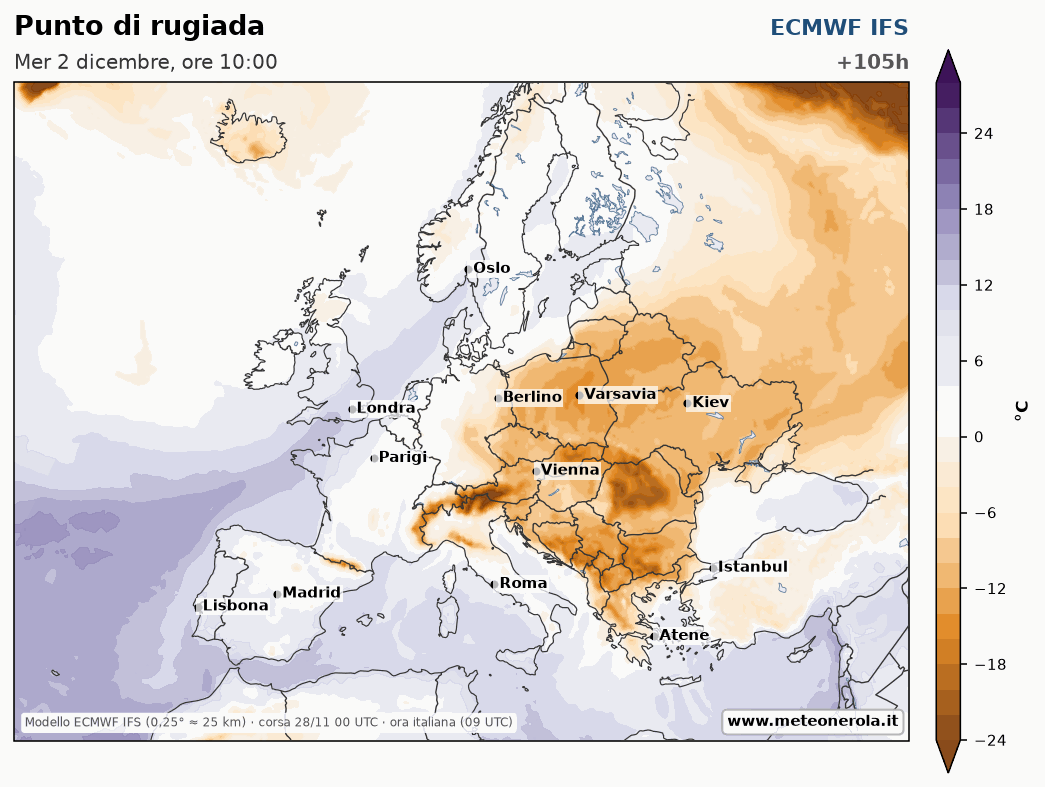 Punto di rugiada
ECMWF IFS
Mer 2 dicembre, ore 10:00
+105h
Oslo
Londra
Berlino
Varsavia
Kiev
Parigi
Vienna
Madrid
Lisbona
Roma
Istanbul
Atene
24
18
12
6
0
−6
−12
−18
−24
°C
Modello ECMWF IFS (0,25° ≈ 25 km) · corsa 28/11 00 UTC · ora italiana (09 UTC)
www.meteonerola.it